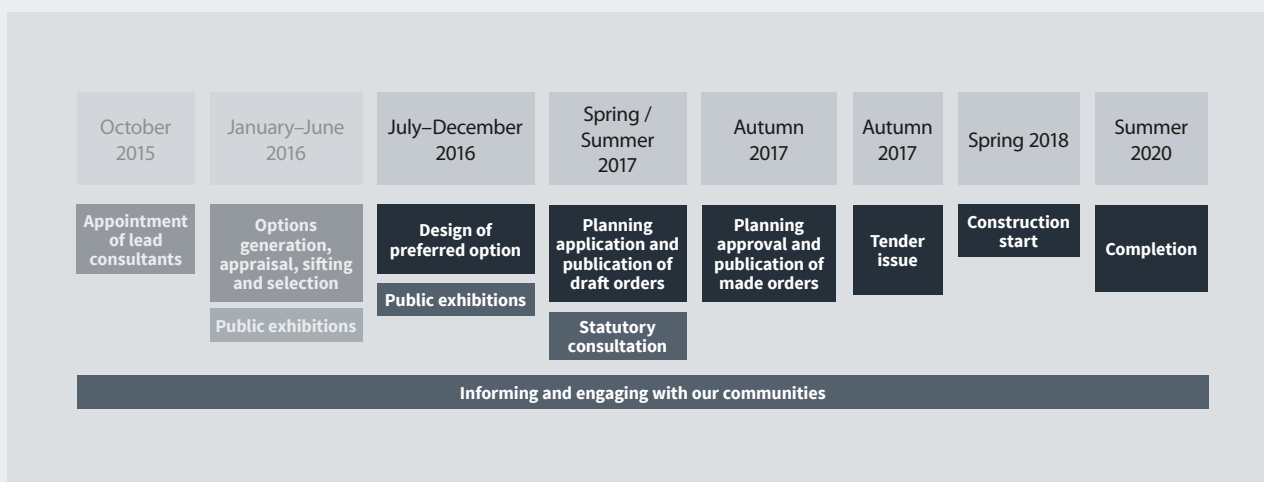 October
2015
January–June
2016
July–December
2016
Spring /
Summer
2017
Autumn
2017
Autumn
2017
Spring 2018
Summer
2020
Appointment
of lead
consultants
Options
generation,
appraisal, sifting
and selection
Public exhibitions
Design of
preferred option
Public exhibitions
Planning
application and
publication of
draft orders
Statutory
consultation
Planning
approval and
publication of
made orders
Tender
issue
Construction
start
Completion
Informing and engaging with our communities